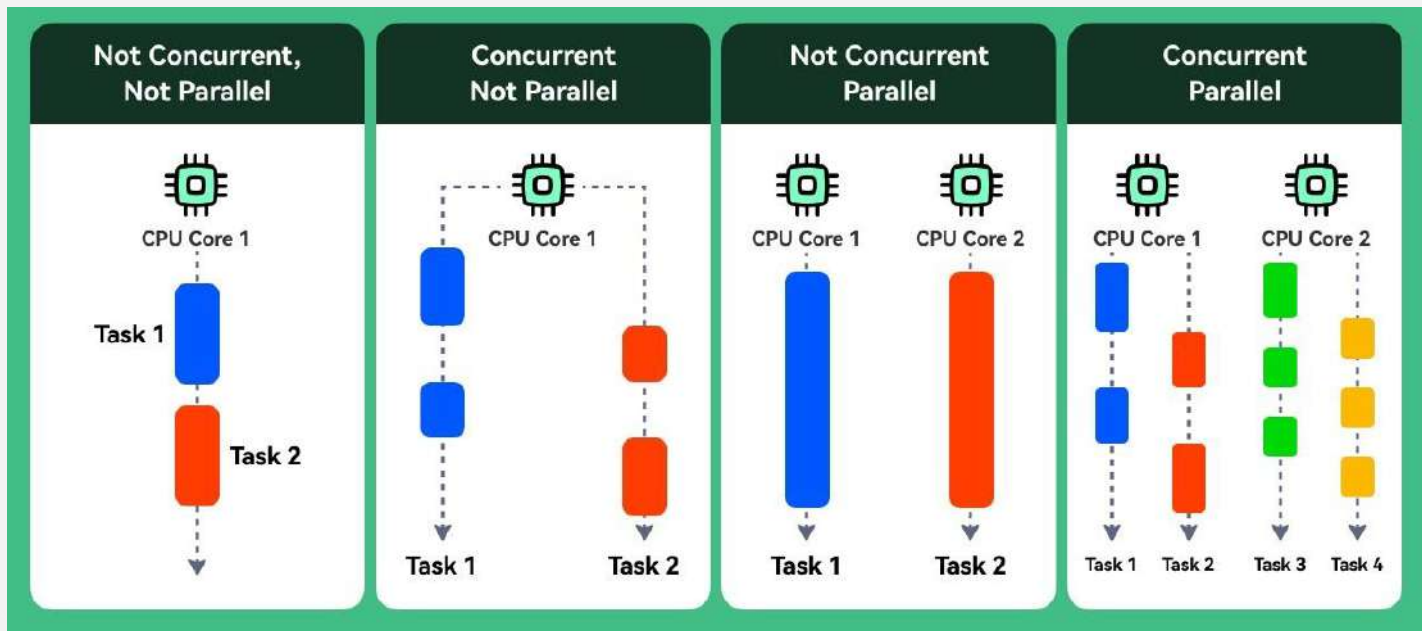 Not Concurrent,
Not Parallel
CPU Core 1
Task 1
Task 2
Concurrent
Not Parallel
CPU Core 1
Task 1
Task 2
Not Concurrent
Parallel
CPU Core 1
CPU Core 2
Task 1
Task 2
Concurrent
Parallel
CPU Core 1
CPU Core 2
Task 1
Task 2
Task 3
Task 4